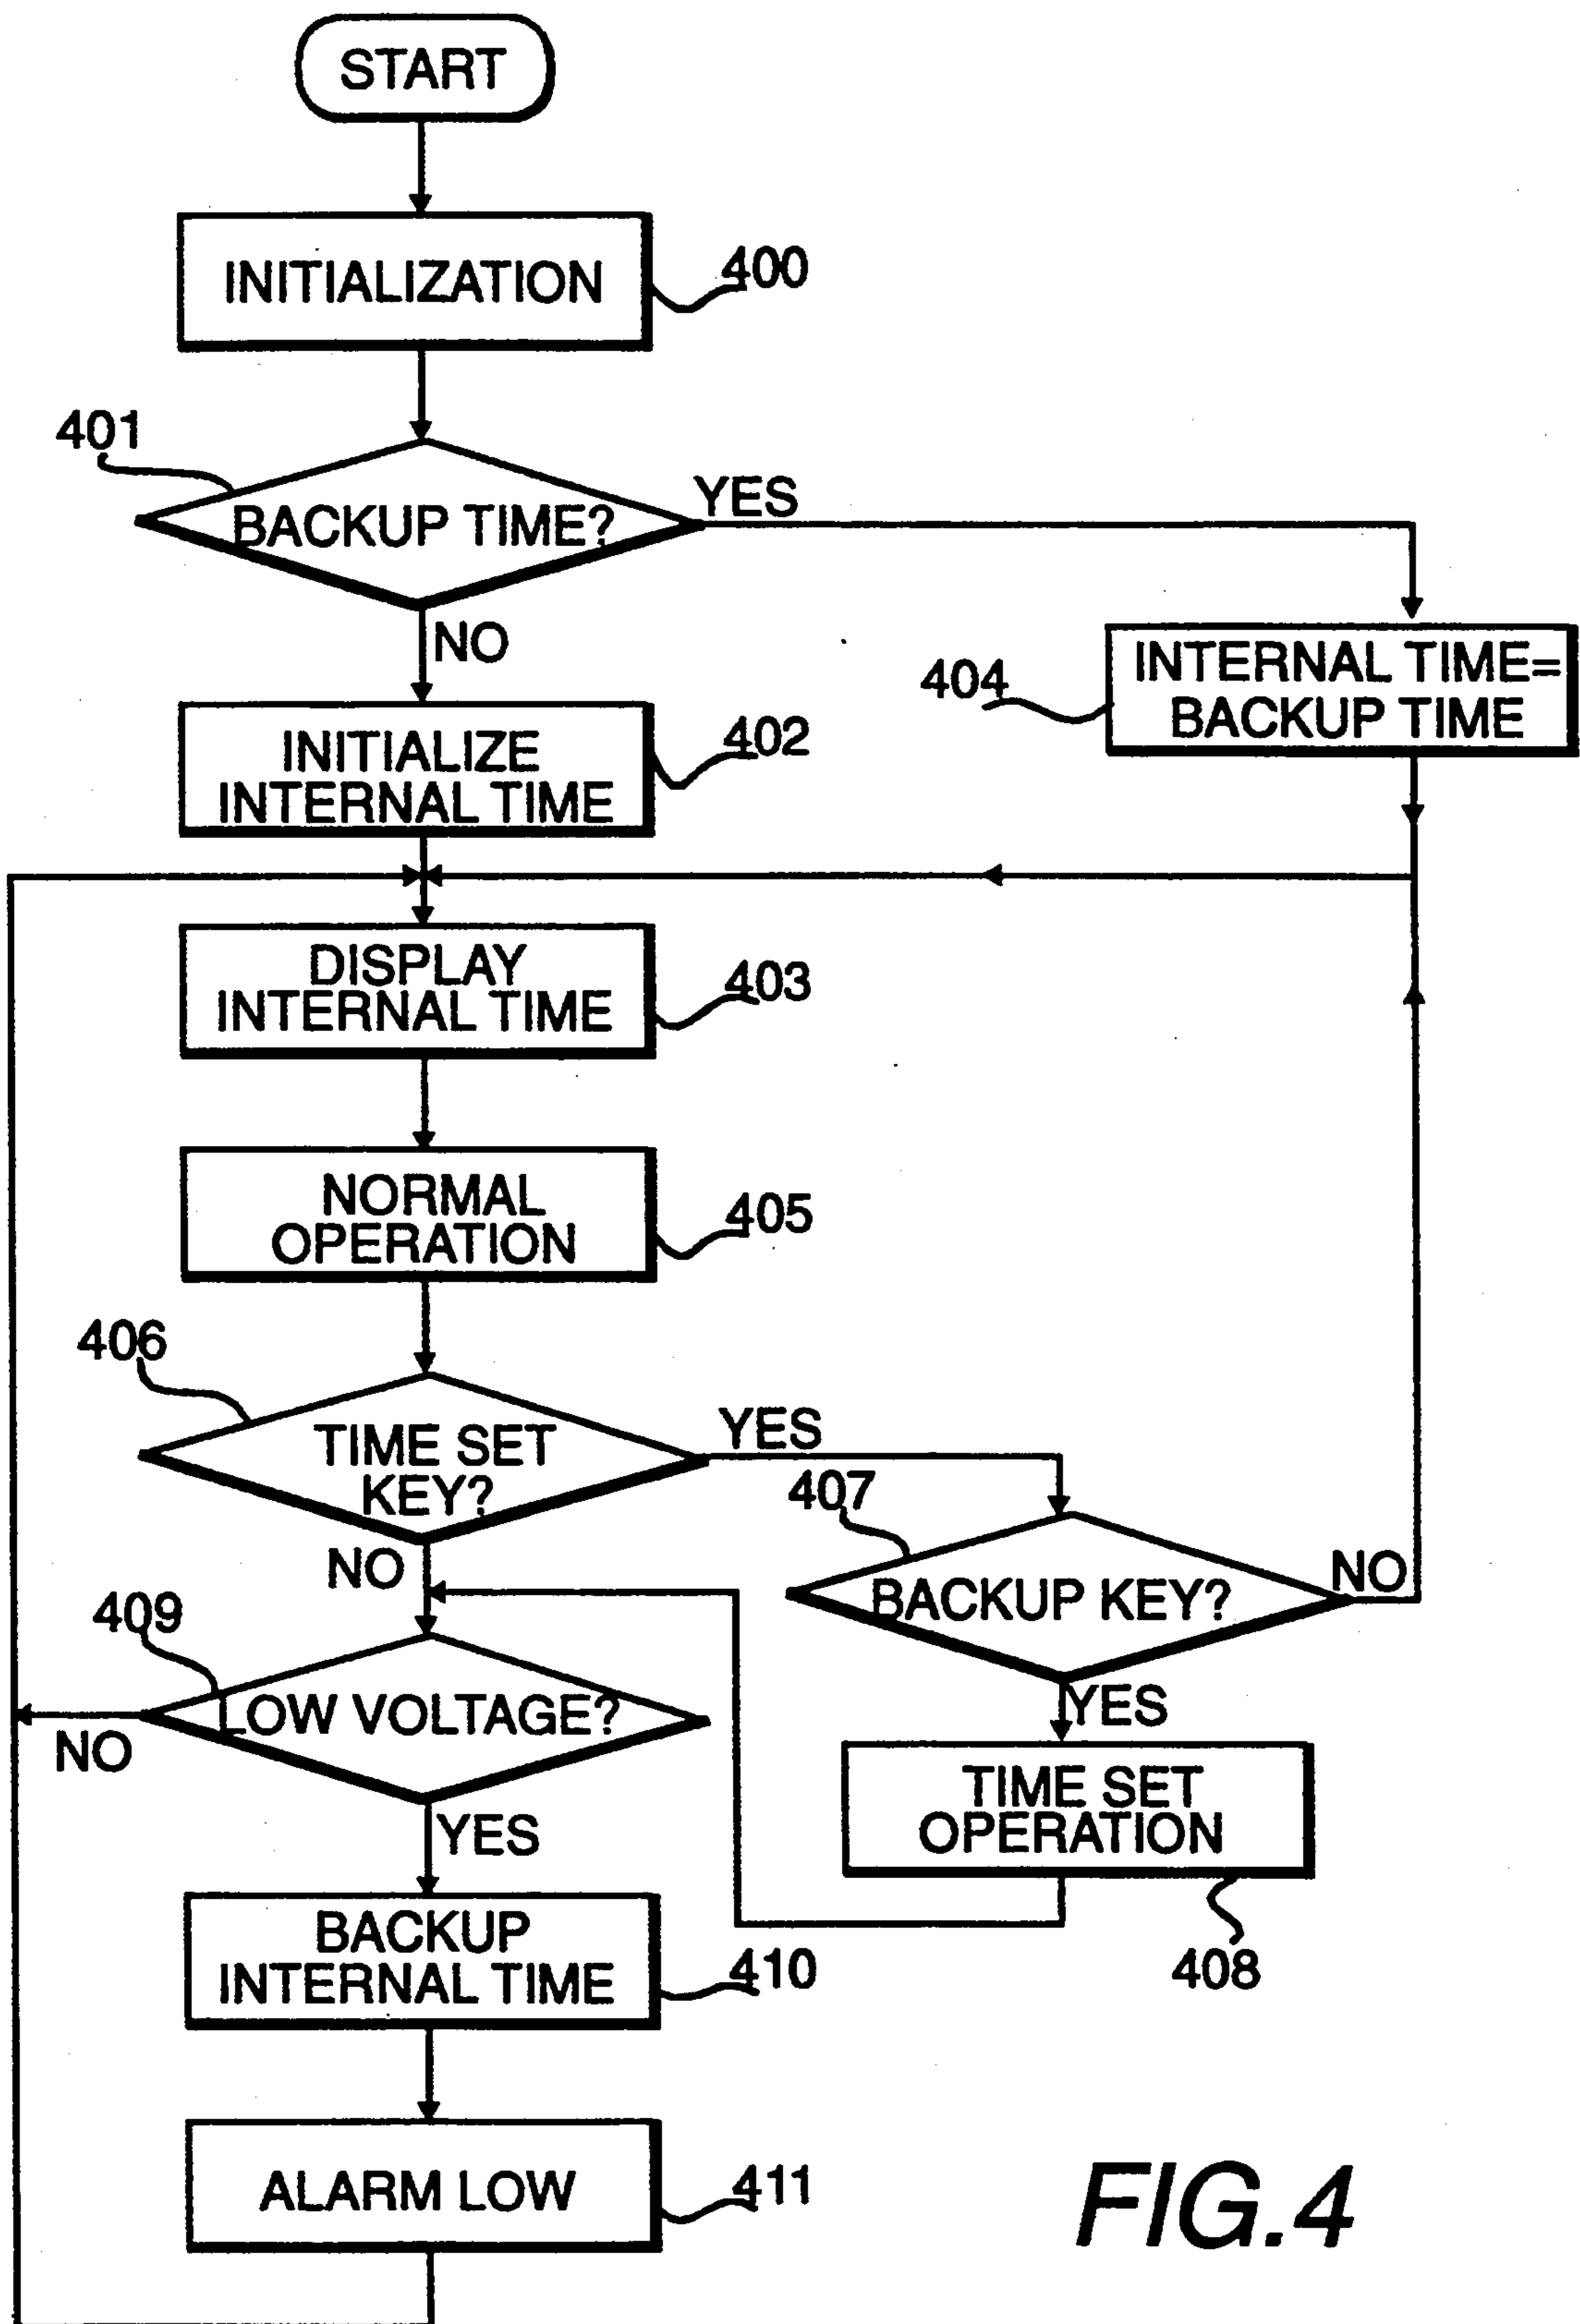 START
INITIALIZATION
400
401
BACKUP TIME?
YES
NO
INTERNAL TIME=
BACKUP TIME
404
INITIALIZE
INTERNAL TIME
402
DISPLAY
INTERNAL TIME
403
NORMAL
OPERATION
405
406
TIME SET
KEY?
YES
NO
407
BACKUP KEY?
NO
YES
409
LOW VOLTAGE?
NO
YES
TIME SET
OPERATION
408
BACKUP
INTERNAL TIME
410
ALARM LOW
411
FIG.4